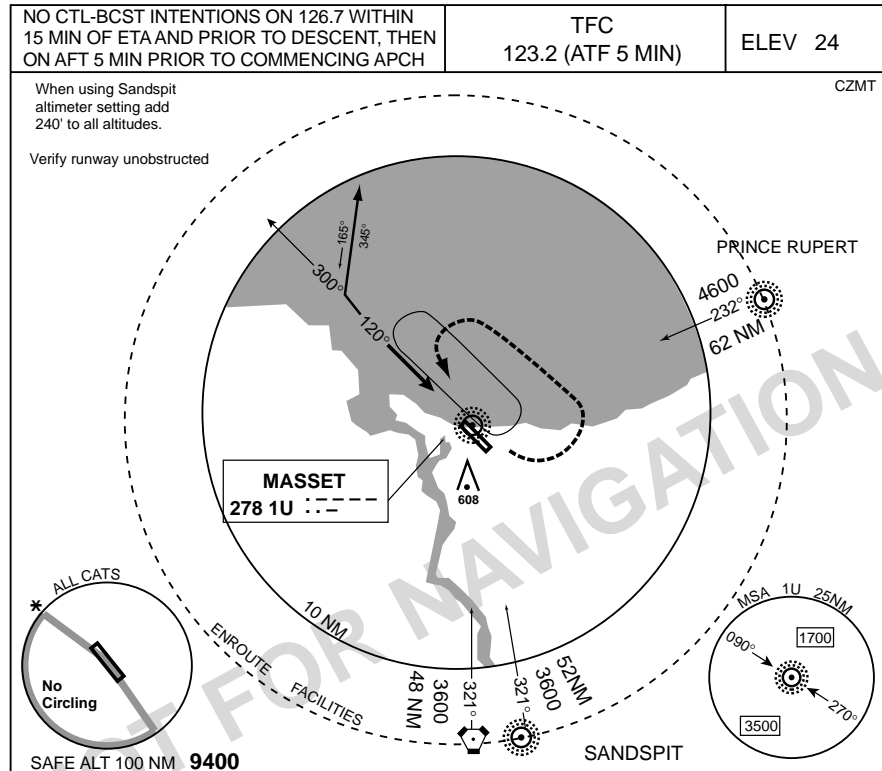 NO CTL-BCST INTENTIONS ON 126.7 WITHIN
15 MIN OF ETA AND PRIOR TO DESCENT, THEN
ON AFT 5 MIN PRIOR TO COMMENCING APCH
TFC
123.2 (ATF 5 MIN)
ELEV 24
CZMT
When using Sandspit
altimeter setting add
240' to all altitudes.
Verify runway unobstructed
165°
345°
300°
120°
PRINCE RUPERT
4600
232°
62 NM
MASSET
278 1U
608
10 NM
ENROUTE FACILITIES
ALL CATS
*
No
Circling
SAFE ALT 100 NM 9400
48 NM
3600
321°
321°
3600
52NM
SANDSPIT
MSA 1U 25NM
1700
090°
270°
3500
NOT FOR NAVIGATION